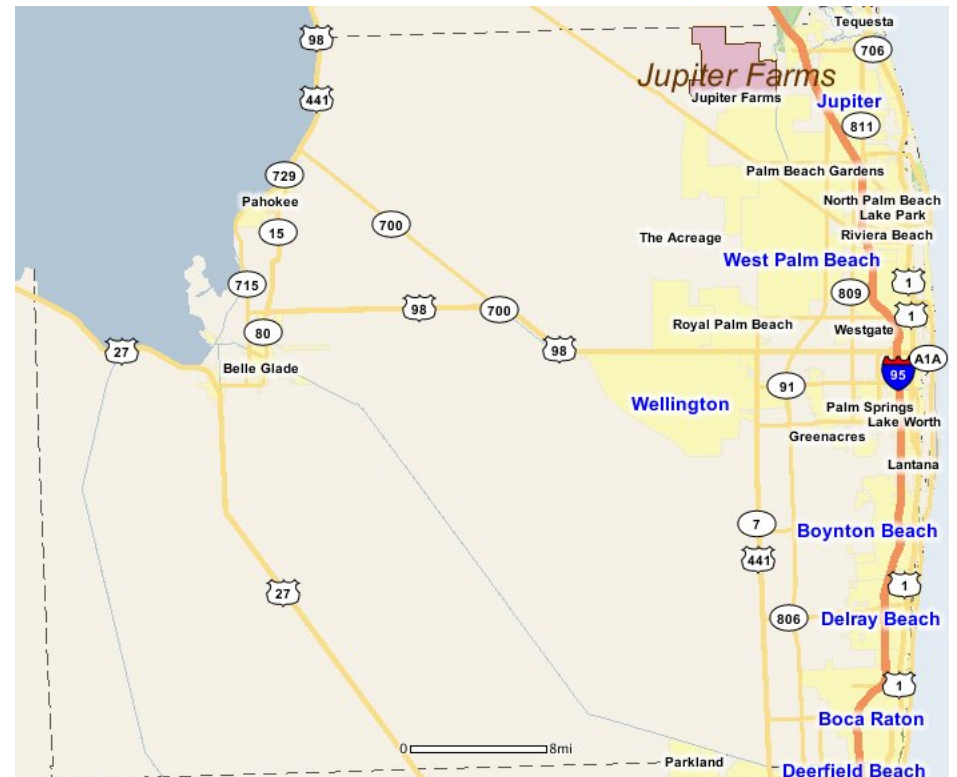 Tequesta
98
706
Jupiter Farms
441
Jupiter Farms
Jupiter
811
729
Palm Beach Gardens
Pahokee
North Palm Beach
Lake Park
700
15
Riviera Beach
The Acreage
West Palm Beach
715
1
809
98
700
1
Royal Palm Beach
80
Westgate
27
98
A1A
Belle Glade
95
91
Wellington
Palm Springs
Lake Worth
Greenacres
Lantana
7
Boynton Beach
441
1
27
806
Delray Beach
1
Boca Raton
0
8mi
Parkland
Deerfield Beach